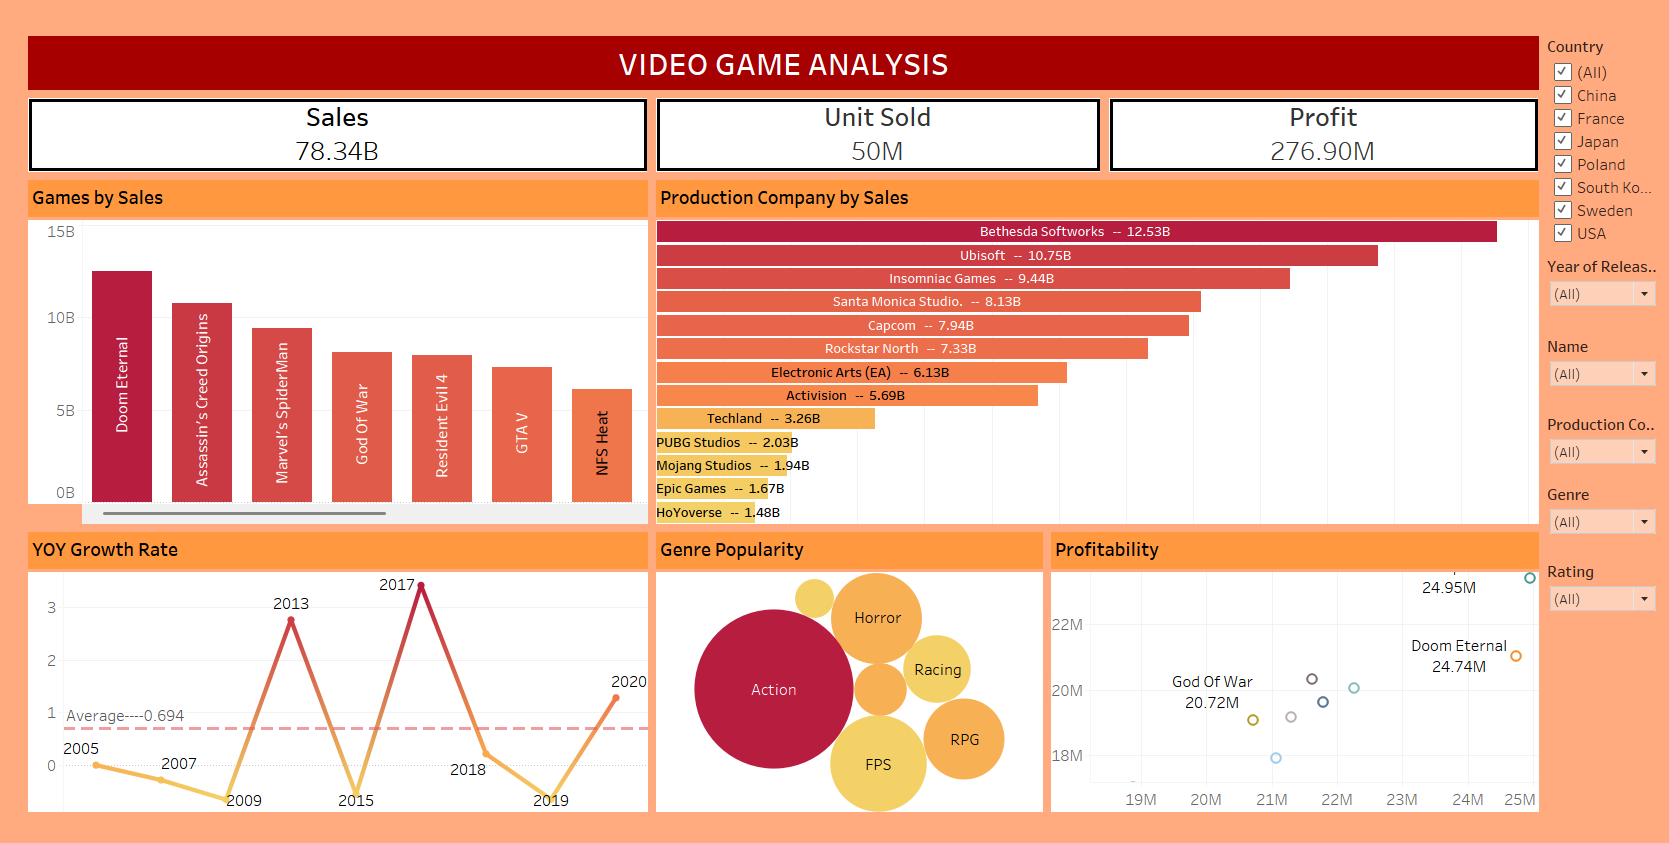 VIDEO GAME ANALYSIS
Sales
78.34B
Unit Sold
50M
Profit
276.90M
Games by Sales
15B
10B
5B
0B
Doom Eternal
Assassin's Creed Origins
Marvel's SpiderMan
God Of War
Resident Evil 4
GTA V
NFS Heat
Production Company by Sales
Bethesda Softworks -- 12.53B
Ubisoft -- 10.75B
Insomniac Games -- 9.44B
Santa Monica Studio. -- 8.13B
Capcom -- 7.94B
Rockstar North -- 7.33B
Electronic Arts (EA) -- 6.13B
Activision -- 5.69B
Techland -- 3.26B
PUBG Studios -- 2.03B
Mojang Studios -- 1.94B
Epic Games -- 1.67B
HoYoverse -- 1.48B
YOY Growth Rate
3
2
1
0
Average----0.694
2005
2007
2009
2013
2015
2017
2018
2019
2020
Genre Popularity
Action
Horror
Racing
RPG
FPS
Profitability
22M
20M
18M
24.95M
Doom Eternal
24.74M
God Of War
20.72M
19M
20M
21M
22M
23M
24M
25M
Country
(All)
China
France
Japan
Poland
South Ko...
Sweden
USA
Year of Releas..
(All)
Name
(All)
Production Co..
(All)
Genre
(All)
Rating
(All)